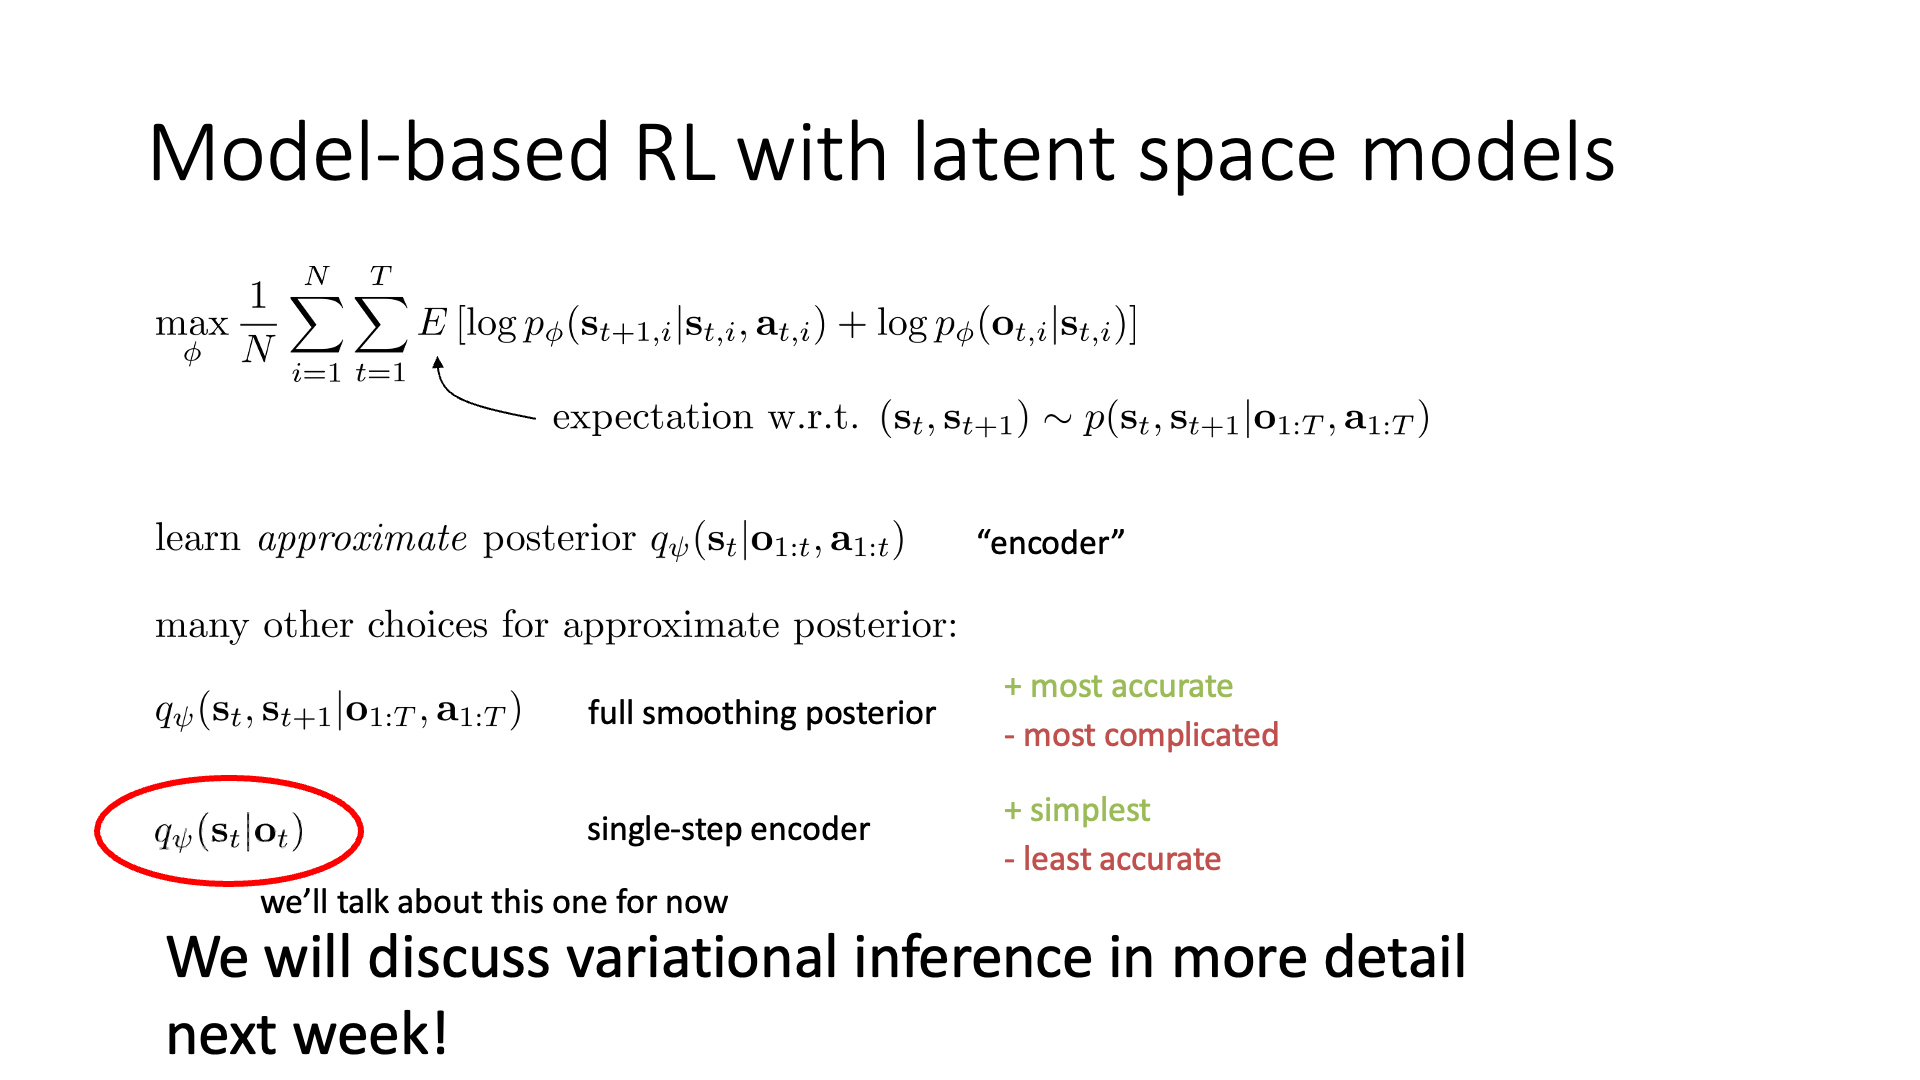 Model-based RL with latent space models
$\max_{\phi} \frac{1}{N} \sum_{i=1}^{N} \sum_{t=1}^{T} E\left[\log p_{\phi}(\mathbf{s}_{t+1,i}|\mathbf{s}_{t,i}, \mathbf{a}_{t,i}) + \log p_{\phi}(\mathbf{o}_{t,i}|\mathbf{s}_{t,i})\right]$
expectation w.r.t. $(\mathbf{s}_t, \mathbf{s}_{t+1}) \sim p(\mathbf{s}_t, \mathbf{s}_{t+1}|\mathbf{o}_{1:T}, \mathbf{a}_{1:T})$
learn approximate posterior $q_{\psi}(\mathbf{s}_t|\mathbf{o}_{1:t}, \mathbf{a}_{1:t})$ “encoder”
many other choices for approximate posterior:
$q_{\psi}(\mathbf{s}_t, \mathbf{s}_{t+1}|\mathbf{o}_{1:T}, \mathbf{a}_{1:T})$ full smoothing posterior
+ most accurate
- most complicated
$q_{\psi}(\mathbf{s}_t|\mathbf{o}_t)$ single-step encoder
+ simplest
- least accurate
we’ll talk about this one for now
We will discuss variational inference in more detail
next week!